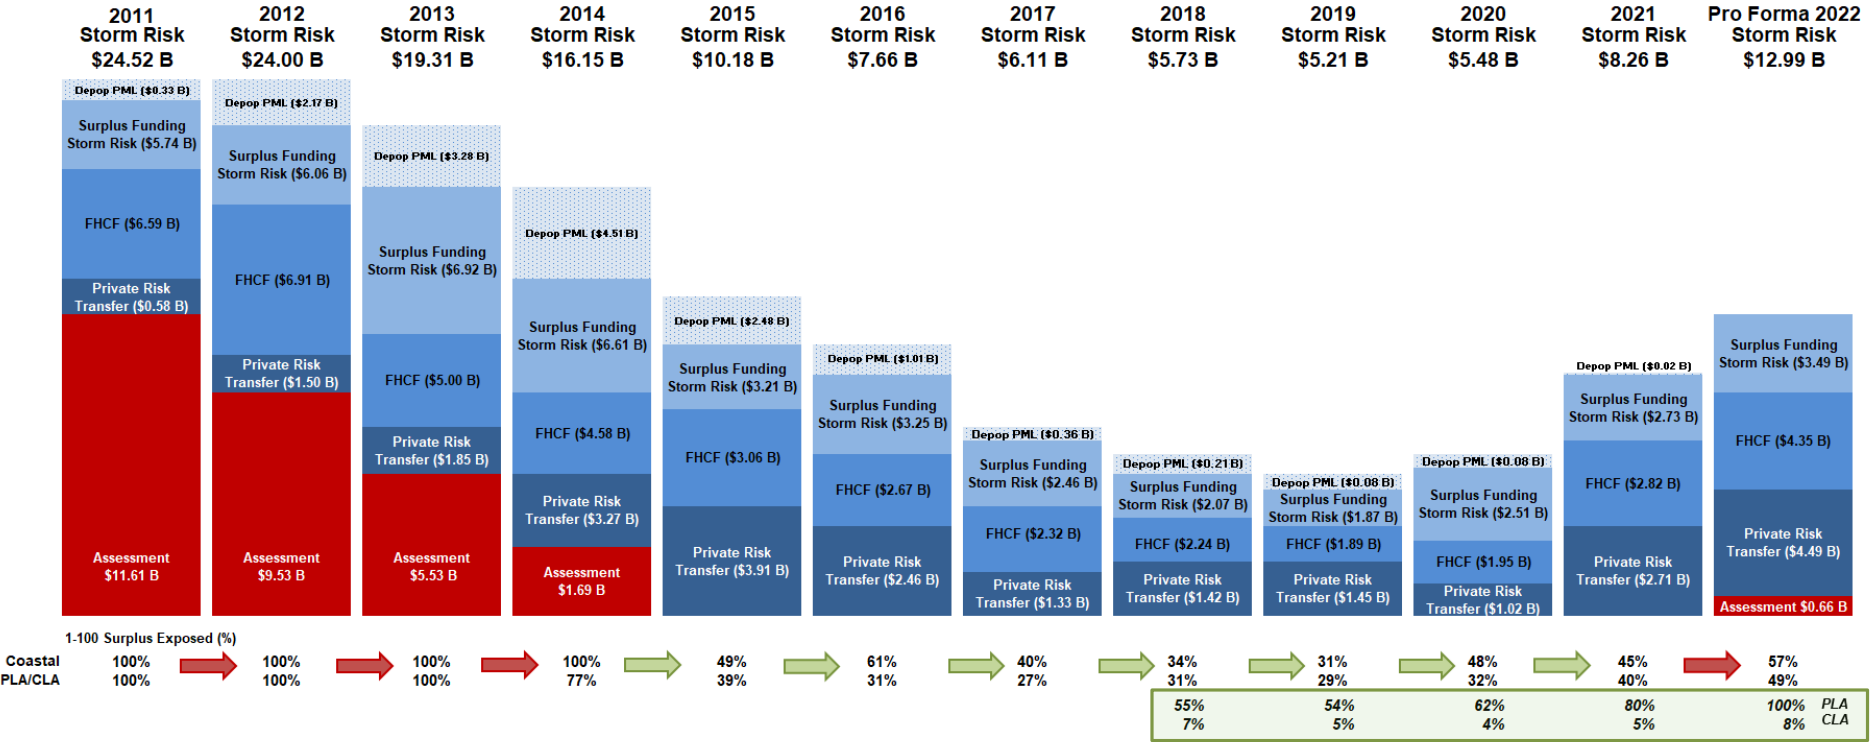 2011
Storm Risk
$24.52 B
2012
Storm Risk
$24.00 B
2013
Storm Risk
$19.31 B
2014
Storm Risk
$16.15 B
2015
Storm Risk
$10.18 B
2016
Storm Risk
$7.66 B
2017
Storm Risk
$6.11 B
2018
Storm Risk
$5.73 B
2019
Storm Risk
$5.21 B
2020
Storm Risk
$5.48 B
2021
Storm Risk
$8.26 B
Pro Forma 2022
Storm Risk
$12.99 B
Depop PML ($0.33 B)
Surplus Funding
Storm Risk ($5.74 B)
FHCF ($6.59 B)
Private Risk
Transfer ($0.58 B)
Assessment
$11.61 B
Depop PML ($2.17 B)
Surplus Funding
Storm Risk ($6.06 B)
FHCF ($6.91 B)
Private Risk
Transfer ($1.50 B)
Assessment
$9.53 B
Depop PML ($3.28 B)
Surplus Funding
Storm Risk ($6.92 B)
FHCF ($5.00 B)
Private Risk
Transfer ($1.85 B)
Assessment
$5.53 B
Depop PML ($4.51 B)
Surplus Funding
Storm Risk ($6.61 B)
FHCF ($4.58 B)
Private Risk
Transfer ($3.27 B)
Assessment
$1.69 B
Depop PML ($2.48 B)
Surplus Funding
Storm Risk ($3.21 B)
FHCF ($3.06 B)
Private Risk
Transfer ($3.91 B)
Depop PML ($1.01 B)
Surplus Funding
Storm Risk ($3.25 B)
FHCF ($2.67 B)
Private Risk
Transfer ($2.46 B)
Depop PML ($0.36 B)
Surplus Funding
Storm Risk ($2.46 B)
FHCF ($2.32 B)
Private Risk
Transfer ($1.33 B)
Depop PML ($0.21 B)
Surplus Funding
Storm Risk ($2.07 B)
FHCF ($2.24 B)
Private Risk
Transfer ($1.42 B)
Depop PML ($0.08 B)
Surplus Funding
Storm Risk ($1.87 B)
FHCF ($1.89 B)
Private Risk
Transfer ($1.45 B)
Depop PML ($0.08 B)
Surplus Funding
Storm Risk ($2.51 B)
FHCF ($1.95 B)
Private Risk
Transfer ($1.02 B)
Depop PML ($0.02 B)
Surplus Funding
Storm Risk ($2.73 B)
FHCF ($2.82 B)
Private Risk
Transfer ($2.71 B)
Surplus Funding
Storm Risk ($3.49 B)
FHCF ($4.35 B)
Private Risk
Transfer ($4.49 B)
Assessment $0.66 B
1-100 Surplus Exposed (%)
Coastal 100% 100% 100% 100% 49% 61% 40% 34% 31% 48% 45% 57%
PLA/CLA 100% 100% 100% 77% 39% 31% 27% 31% 29% 32% 40% 49%
55% 54% 62% 80% 100% PLA
7% 5% 4% 5% 8% CLA